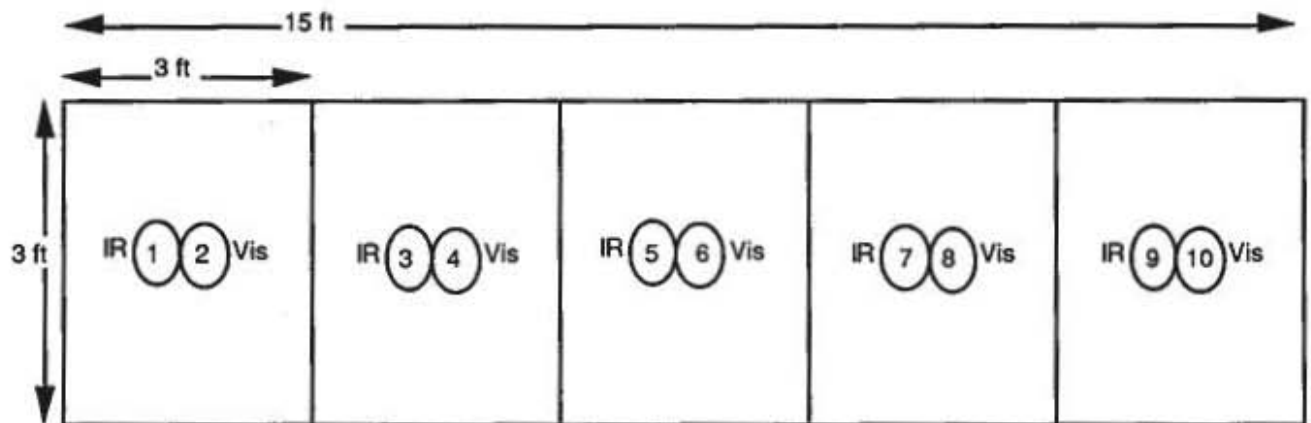 15 ft
3 ft
3 ft
IR 1 2 Vis
IR 3 4 Vis
IR 5 6 Vis
IR 7 8 Vis
IR 9 10 Vis